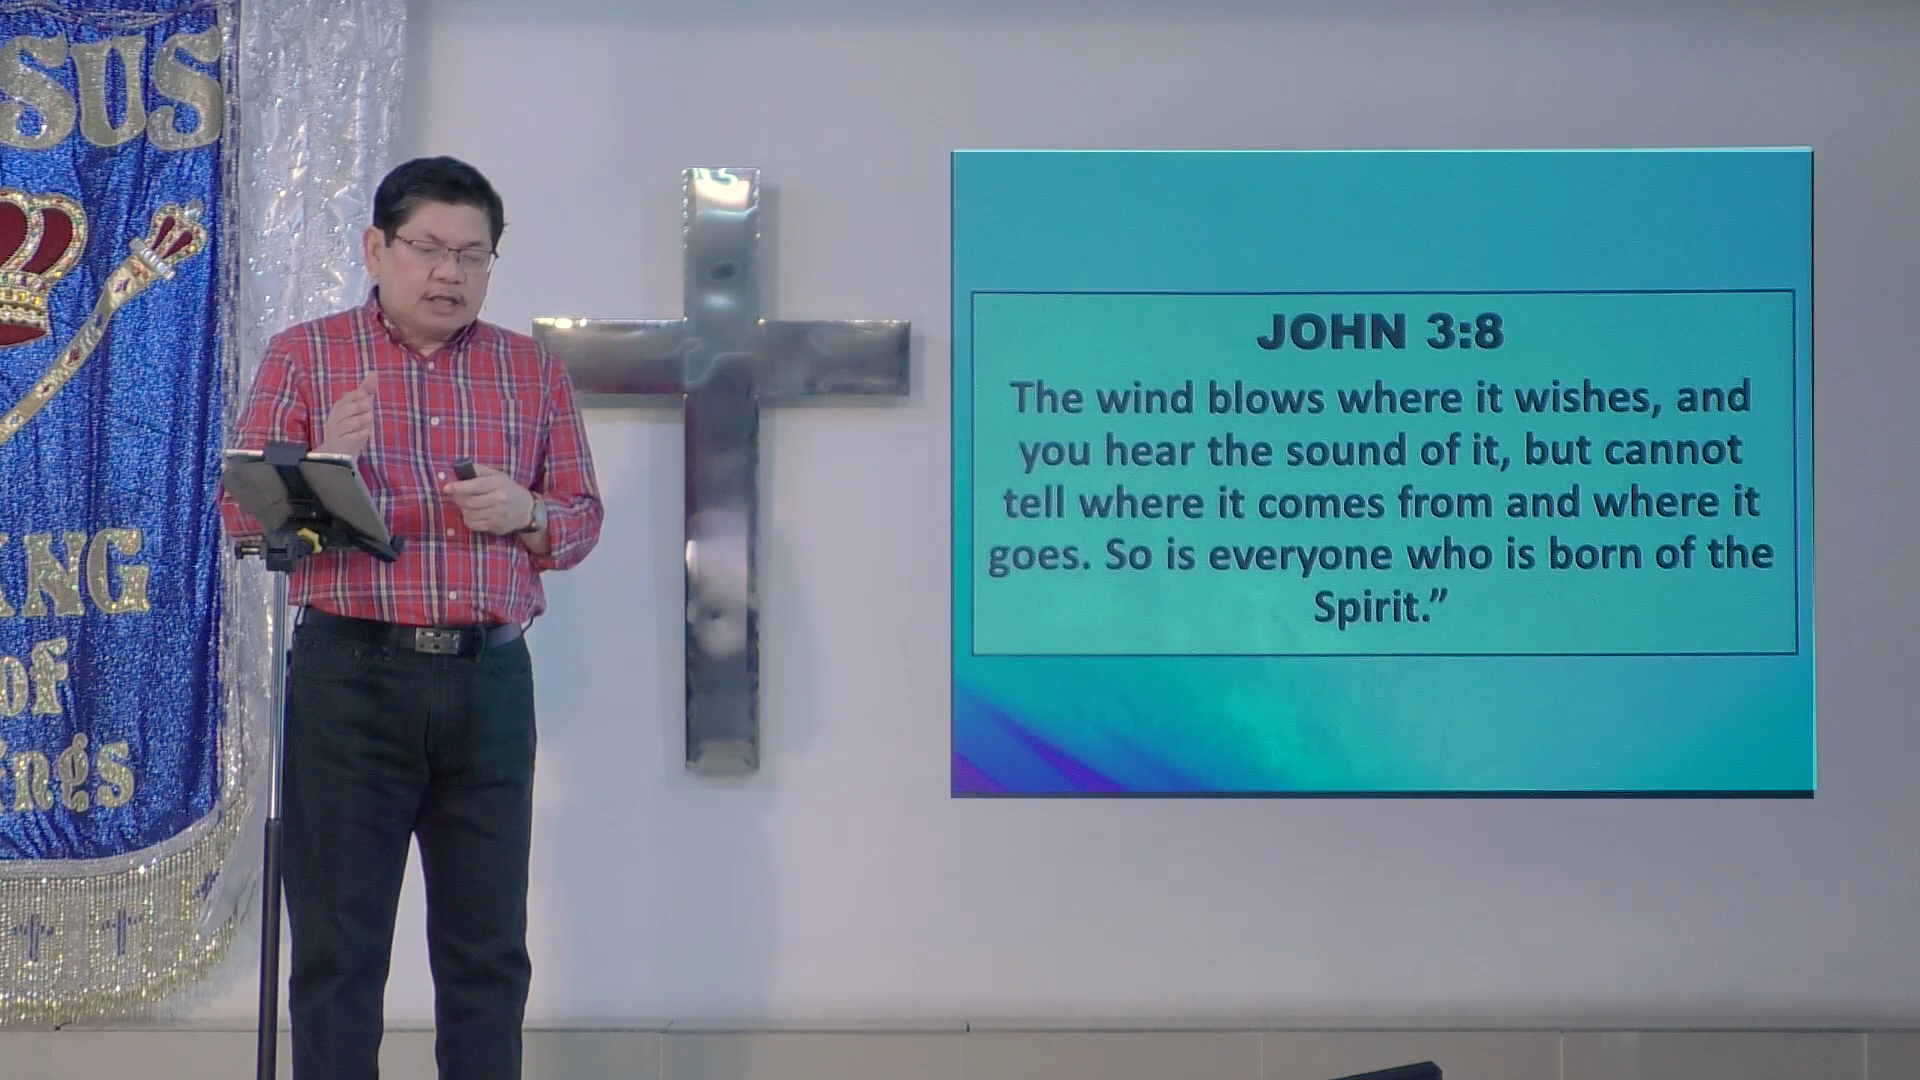 SUS
ING
of
ings
JOHN 3:8
The wind blows where it wishes, and
you hear the sound of it, but cannot
tell where it comes from and where it
goes. So is everyone who is born of the
Spirit.”